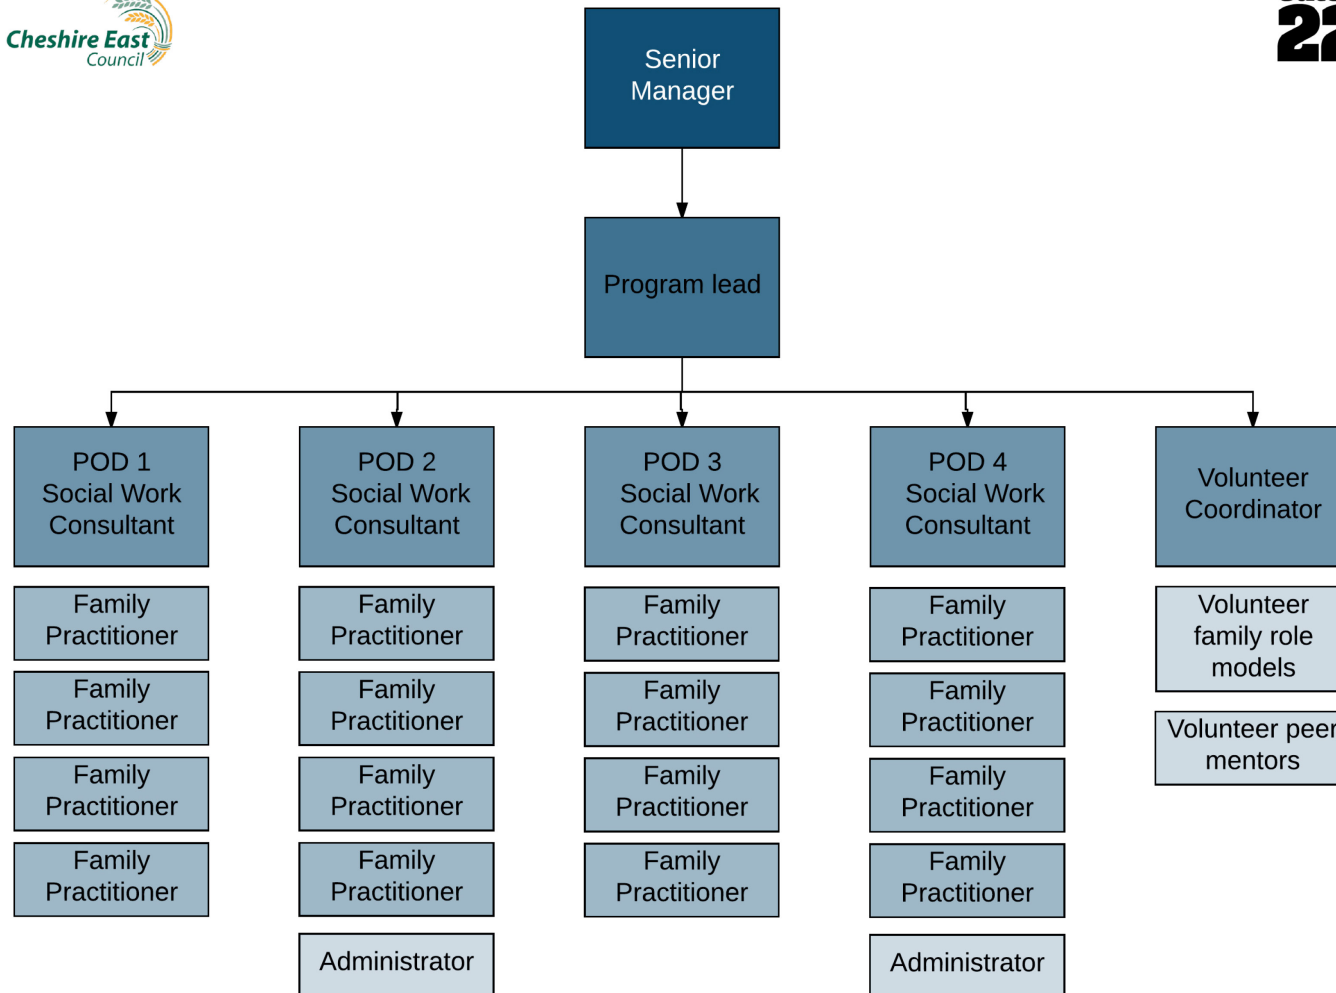 Cheshire East
Council
22
Senior
Manager
Program lead
POD 1
Social Work
Consultant
POD 2
Social Work
Consultant
POD 3
Social Work
Consultant
POD 4
Social Work
Consultant
Volunteer
Coordinator
Family
Practitioner
Family
Practitioner
Family
Practitioner
Family
Practitioner
Family
Practitioner
Family
Practitioner
Family
Practitioner
Family
Practitioner
Administrator
Family
Practitioner
Family
Practitioner
Family
Practitioner
Family
Practitioner
Family
Practitioner
Family
Practitioner
Family
Practitioner
Family
Practitioner
Administrator
Volunteer
family role
models
Volunteer peer
mentors